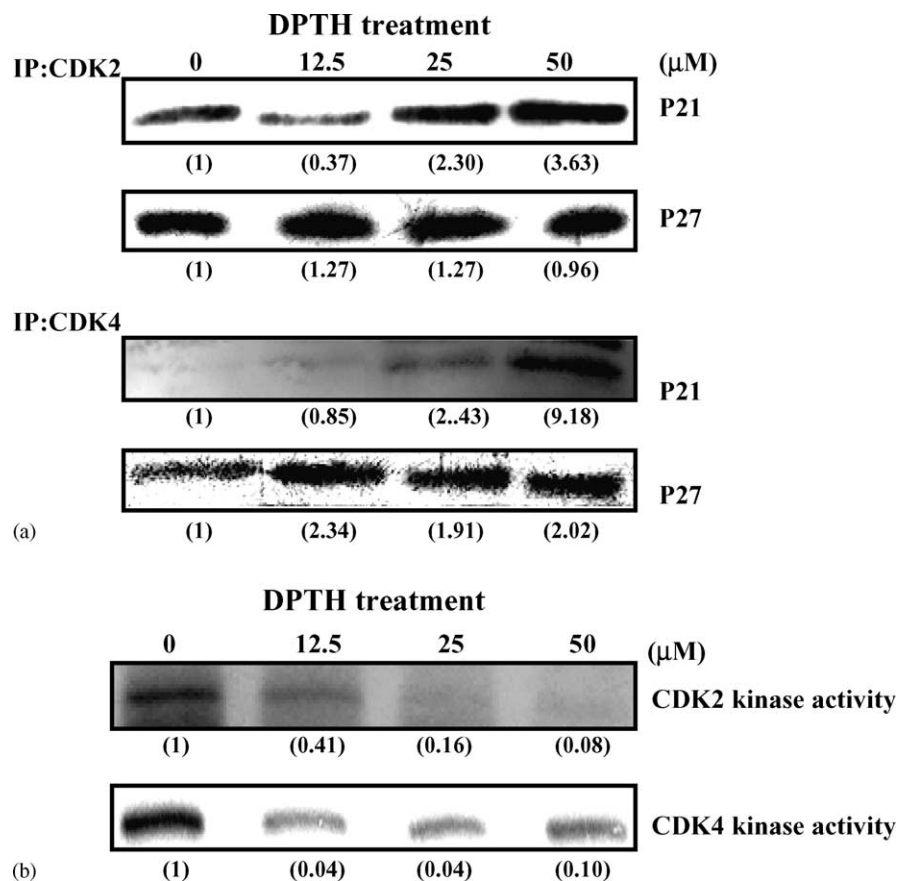 DPTH treatment
IP:CDK2 0 12.5 25 50 (μM)
P21
(1) (0.37) (2.30) (3.63)
P27
(1) (1.27) (1.27) (0.96)
IP:CDK4
P21
(1) (0.85) (2..43) (9.18)
P27
(a) (1) (2.34) (1.91) (2.02)
DPTH treatment
0 12.5 25 50 (μM)
CDK2 kinase activity
(1) (0.41) (0.16) (0.08)
CDK4 kinase activity
(b) (1) (0.04) (0.04) (0.10)